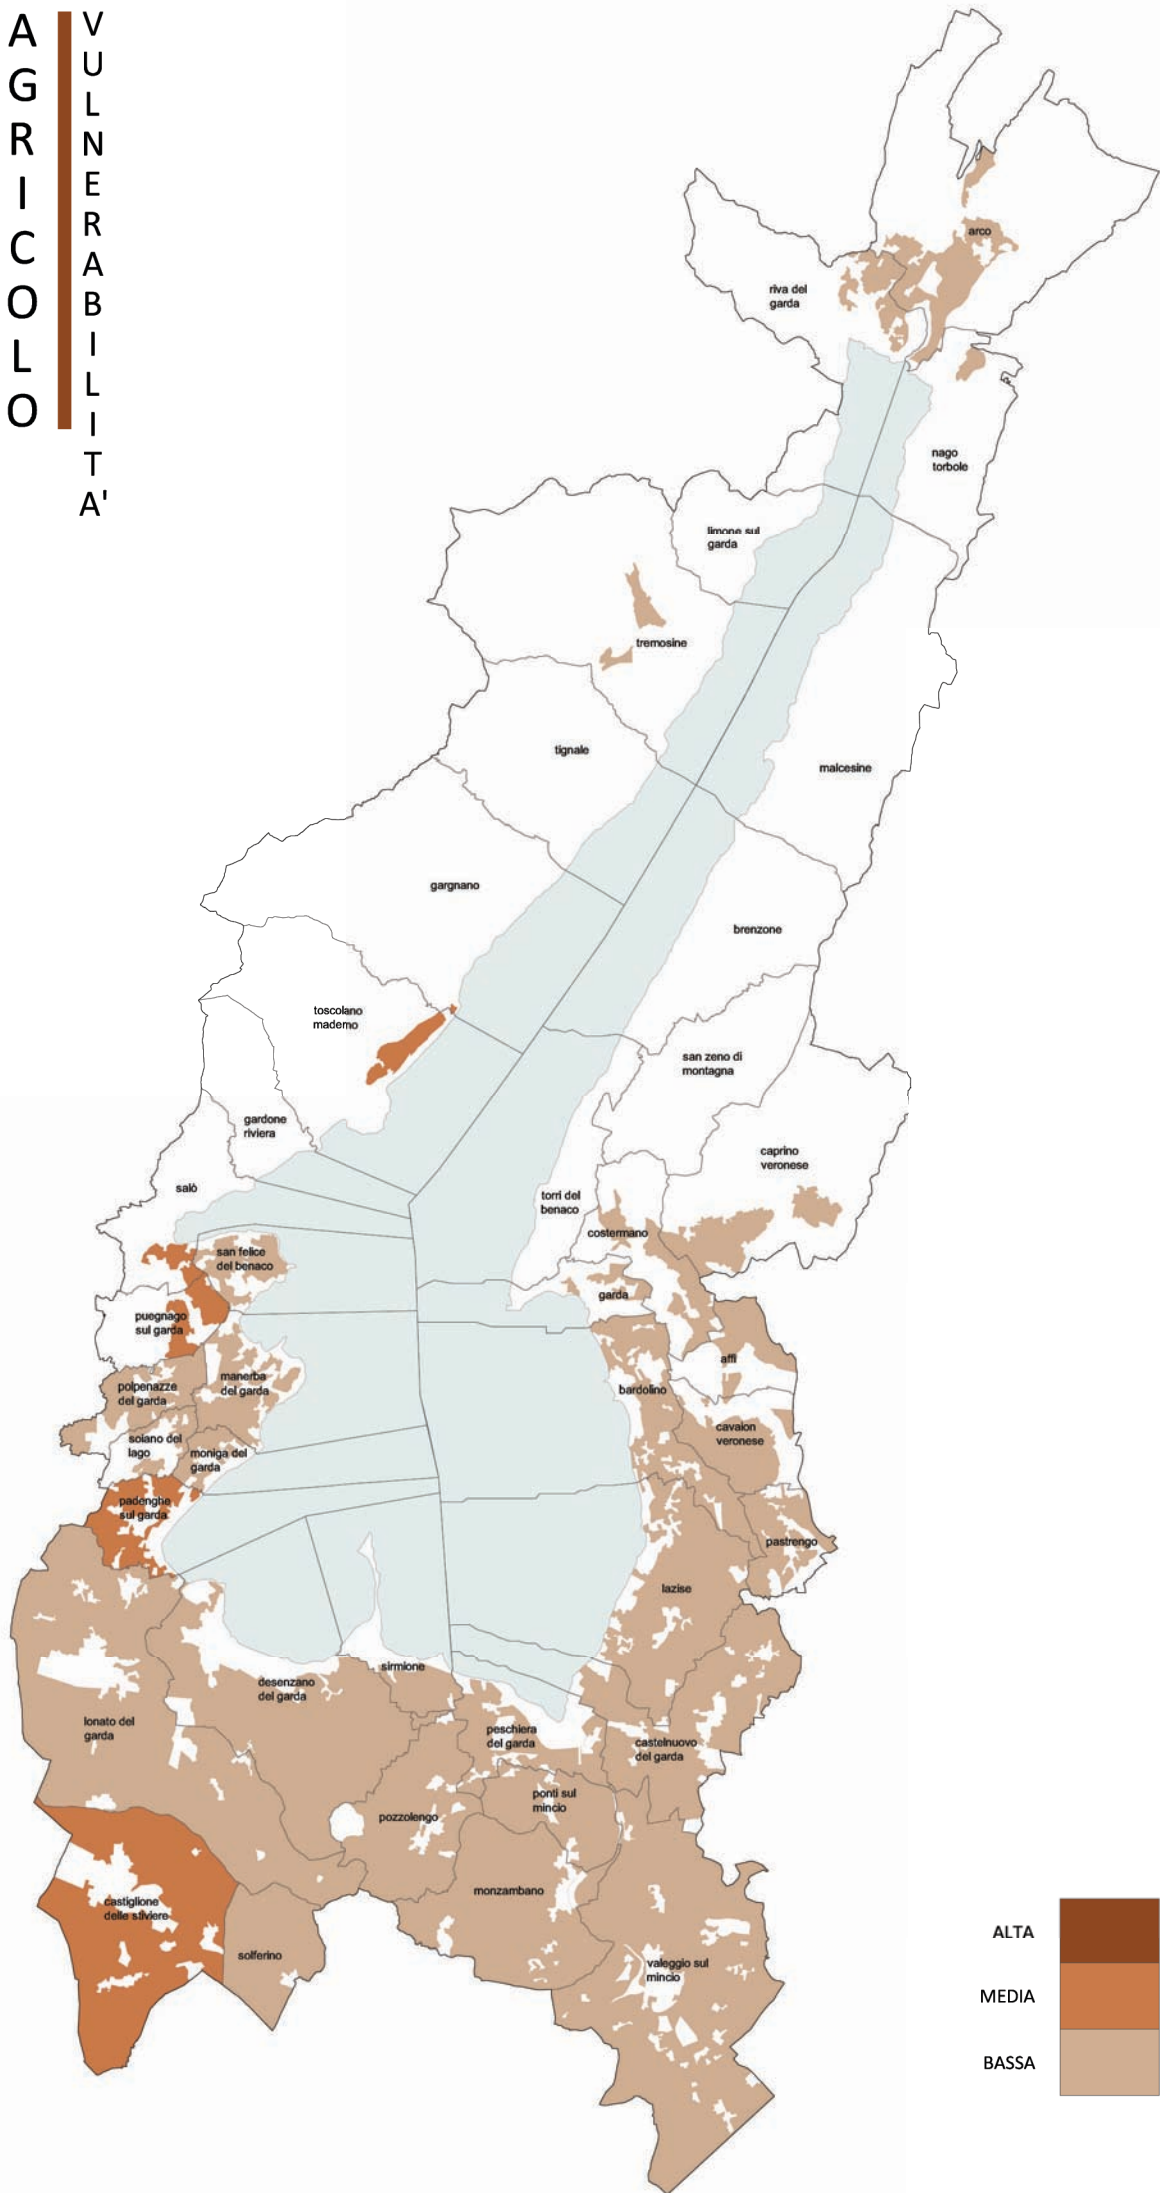 AGRICOLO
VULNERABILITA'
arco
riva del
garda
nago
torbole
limone sul
garda
tremosine
tignale
malcesine
gargnano
brenzone
toscolano
maderno
san zeno di
montagna
gardone
riviera
caprino
veronese
salò
torri del
benaco
costermano
san felice
del benaco
garda
puegnago
sul garda
affi
manerba
del garda
polpenazze
del garda
bardolino
cavaion
veronese
soiano del
lago
moniga del
garda
padenghe
sul garda
pastrengo
lazise
sirmione
desenzano
del garda
lonato del
garda
peschiera
del garda
castelnuovo
del garda
ponti sul
mincio
pozzolengo
monzambano
castiglione
delle stiviere
solferino
valeggio sul
mincio
ALTA
MEDIA
BASSA